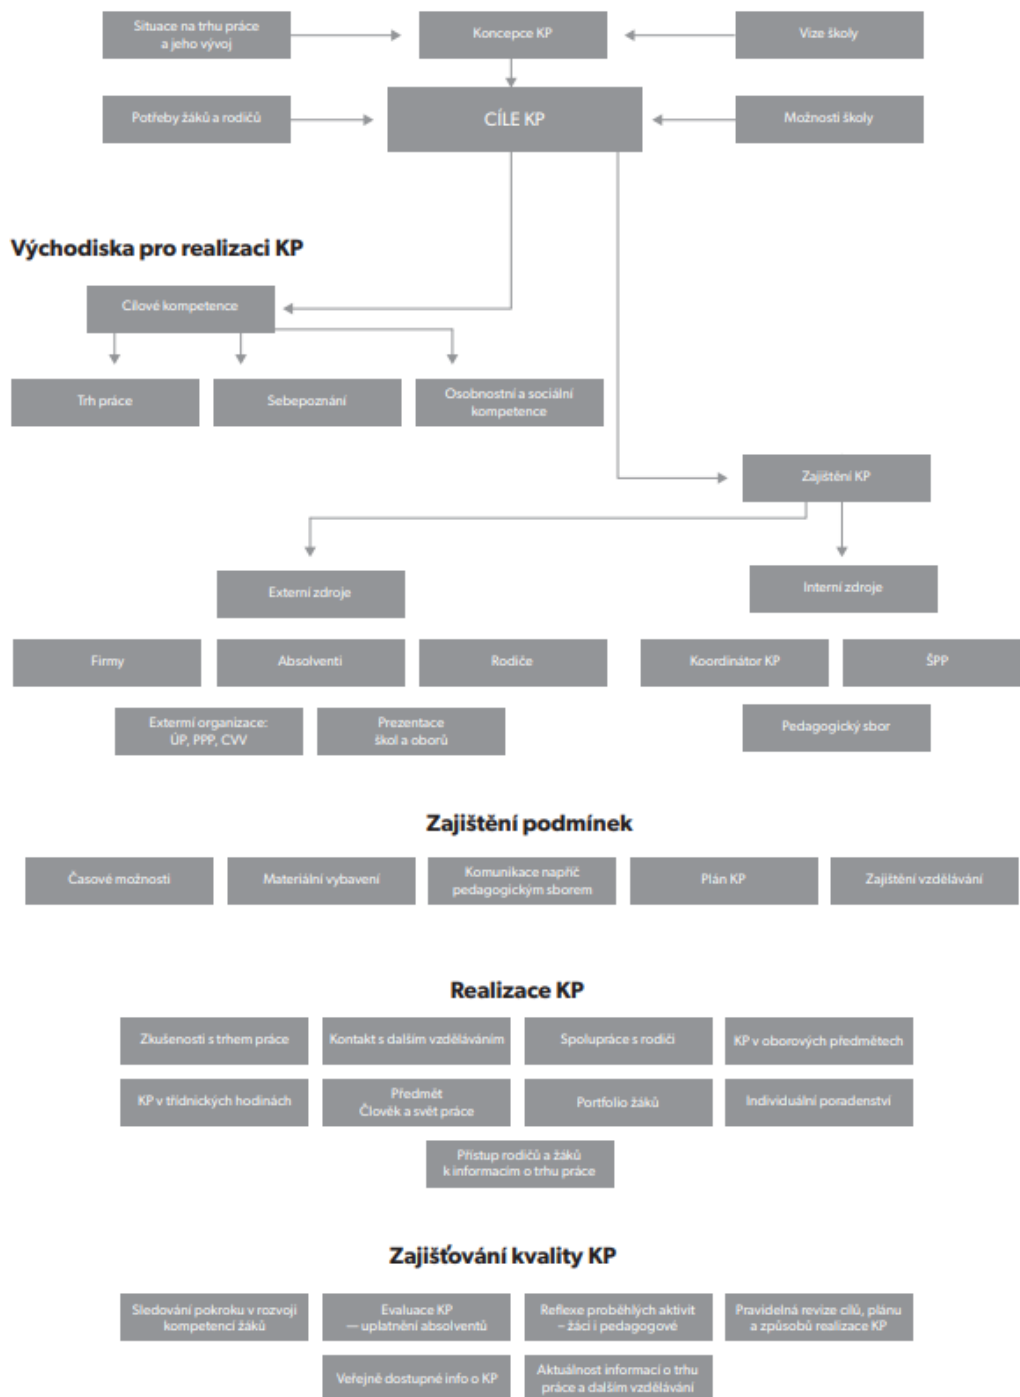 Situace na trhu práce
a jeho vývoj
Koncepce KP
Vize školy
Potřeby žáků a rodičů
CÍLE KP
Možnosti školy
Východiska pro realizaci KP
Cílové kompetence
Trh práce
Sebepoznání
Osobnostní a sociální
kompetence
Zajištění KP
Externí zdroje
Interní zdroje
Firmy
Absolventi
Rodiče
Koordinátor KP
ŠPP
Extermí organizace:
ÚP, PPP, CVV
Prezentace
škol a oborů
Pedagogický sbor
Zajištění podmínek
Časové možnosti
Materiální vybavení
Komunikace napříč
pedagogickým sborem
Plán KP
Zajištění vzdělávání
Realizace KP
Zkušenosti s trhem práce
Kontakt s dalším vzděláváním
Spolupráce s rodiči
KP v oborových předmětech
KP v třídnických hodinách
Předmět
Člověk a svět práce
Portfolio žáků
Individuální poradenství
Přístup rodičů a žáků
k informacím o trhu práce
Zajišťování kvality KP
Sledování pokroku v rozvoji
kompetencí žáků
Evaluace KP
— uplatnění absolventů
Reflexe proběhlých aktivit
– žáci i pedagogové
Pravidelná revize cílů, plánu
a způsobů realizace KP
Veřejně dostupné info o KP
Aktuálnost informací o trhu
práce a dalším vzdělávání